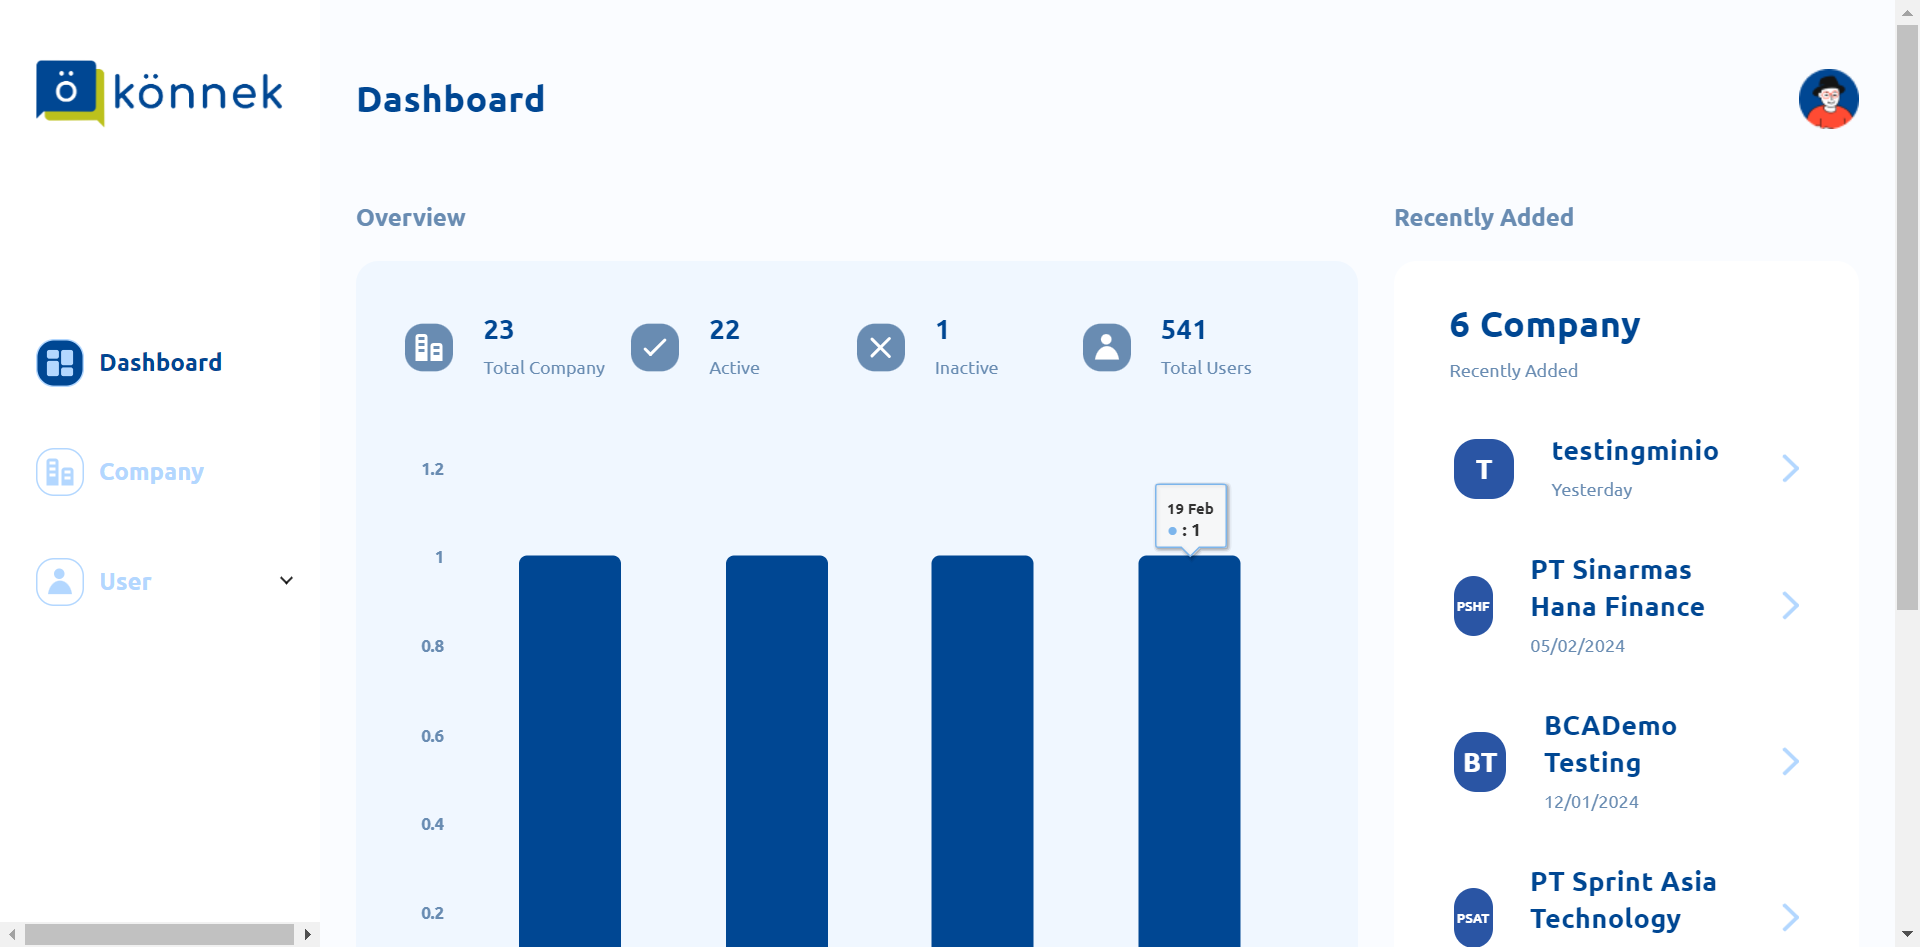 ö könnek
Dashboard
Dashboard
Company
User
Overview
23
Total Company
22
Active
1
Inactive
541
Total Users
1.2
1
0.8
0.6
0.4
0.2
19 Feb
: 1
Recently Added
6 Company
Recently Added
T
testingminio
Yesterday
PSHF
PT Sinarmas
Hana Finance
05/02/2024
BT
BCADemo
Testing
12/01/2024
PSAT
PT Sprint Asia
Technology